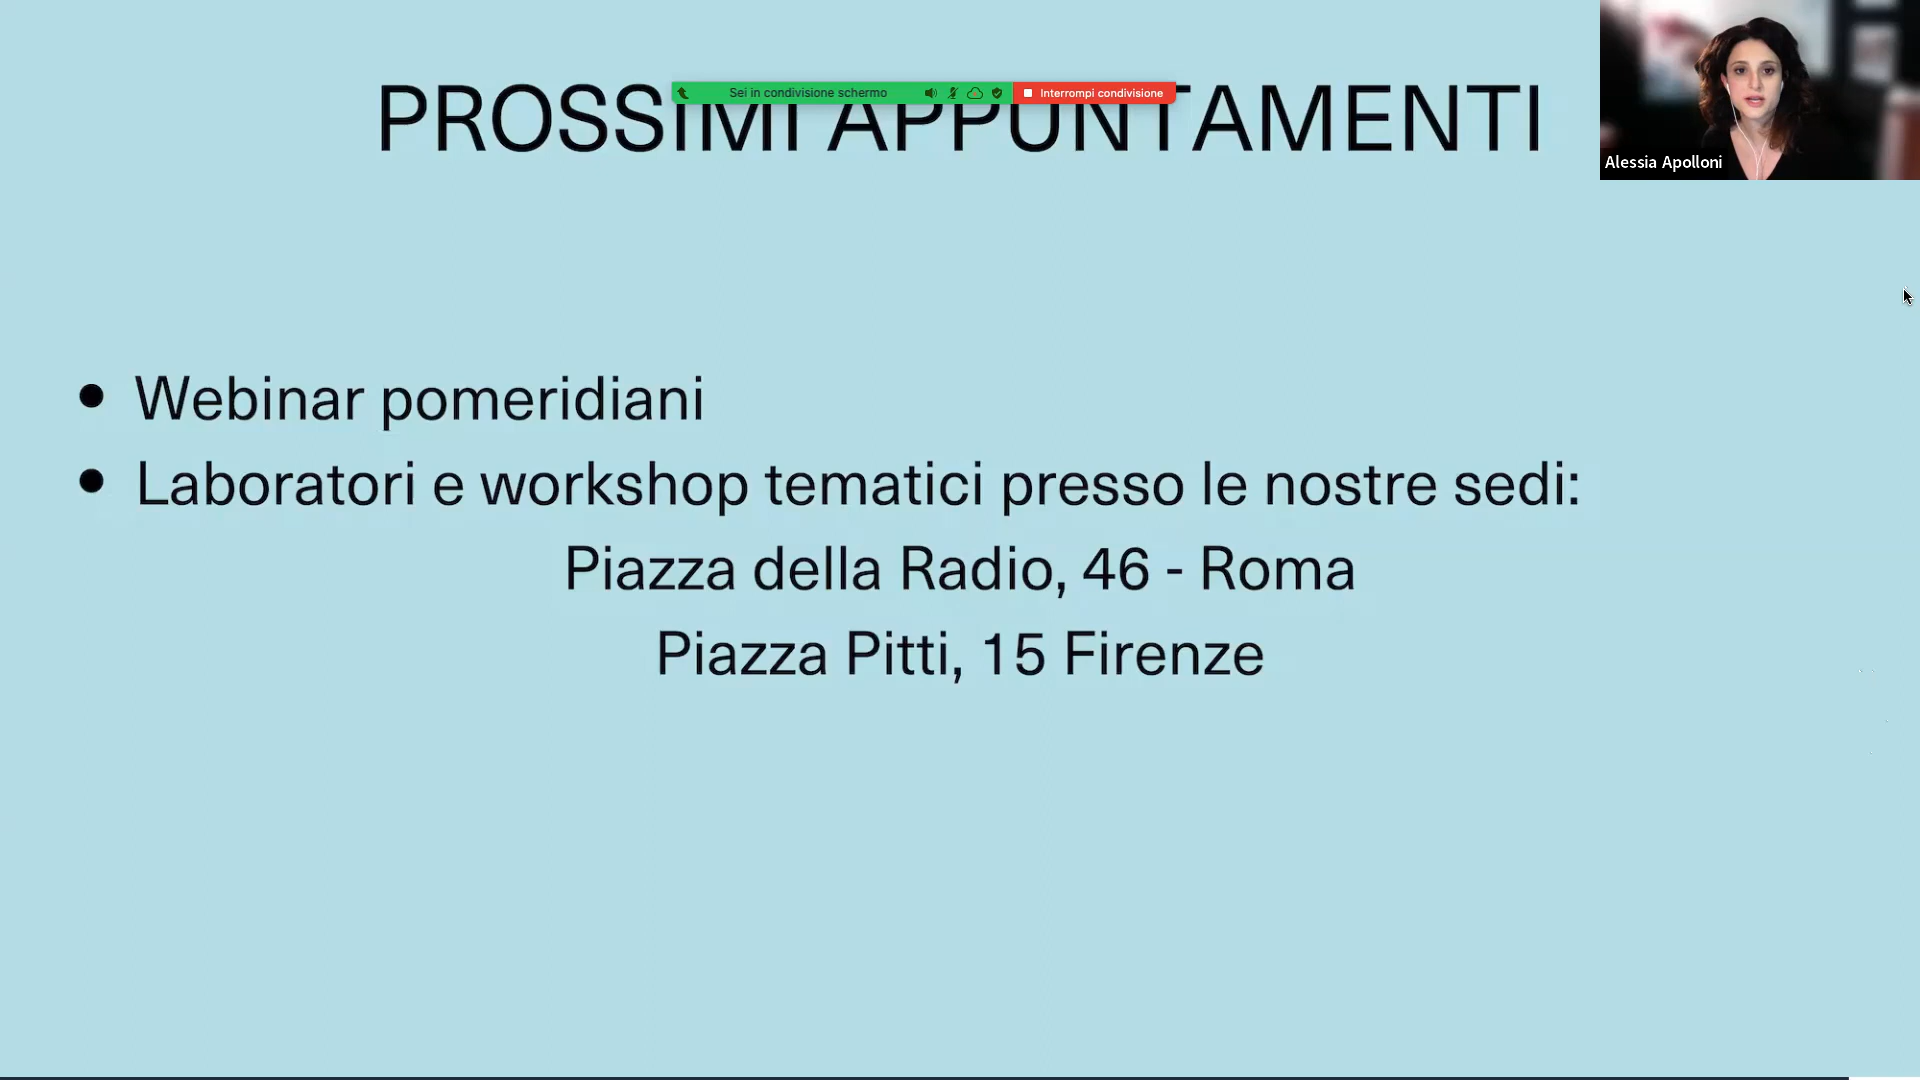 Sei in condivisione schermo
Interrompi condivisione
PROSSIMI APPUNTAMENTI
Alessia Apolloni
• Webinar pomeridiani
• Laboratori e workshop tematici presso le nostre sedi:
Piazza della Radio, 46 - Roma
Piazza Pitti, 15 Firenze